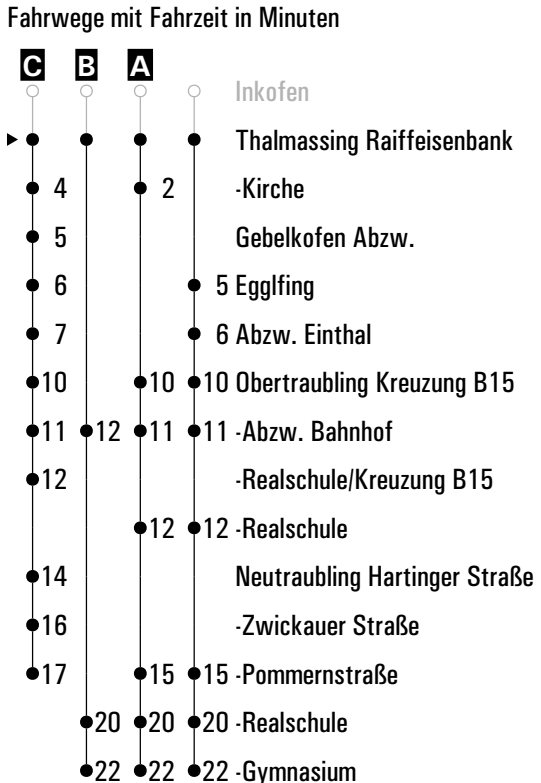 Fahrwege mit Fahrzeit in Minuten
C B A
Inkofen
Thalmassing Raiffeisenbank
4 2 -Kirche
5 Gebelkofen Abzw.
6 5 Egglfing
7 6 Abzw. Einthal
10 10 10 Obertraubling Kreuzung B15
11 12 11 11 -Abzw. Bahnhof
12 -Realschule/Kreuzung B15
12 12 -Realschule
14 Neutraubling Hartinger Straße
16 -Zwickauer Straße
17 15 15 -Pommernstraße
20 20 20 -Realschule
22 22 22 -Gymnasium